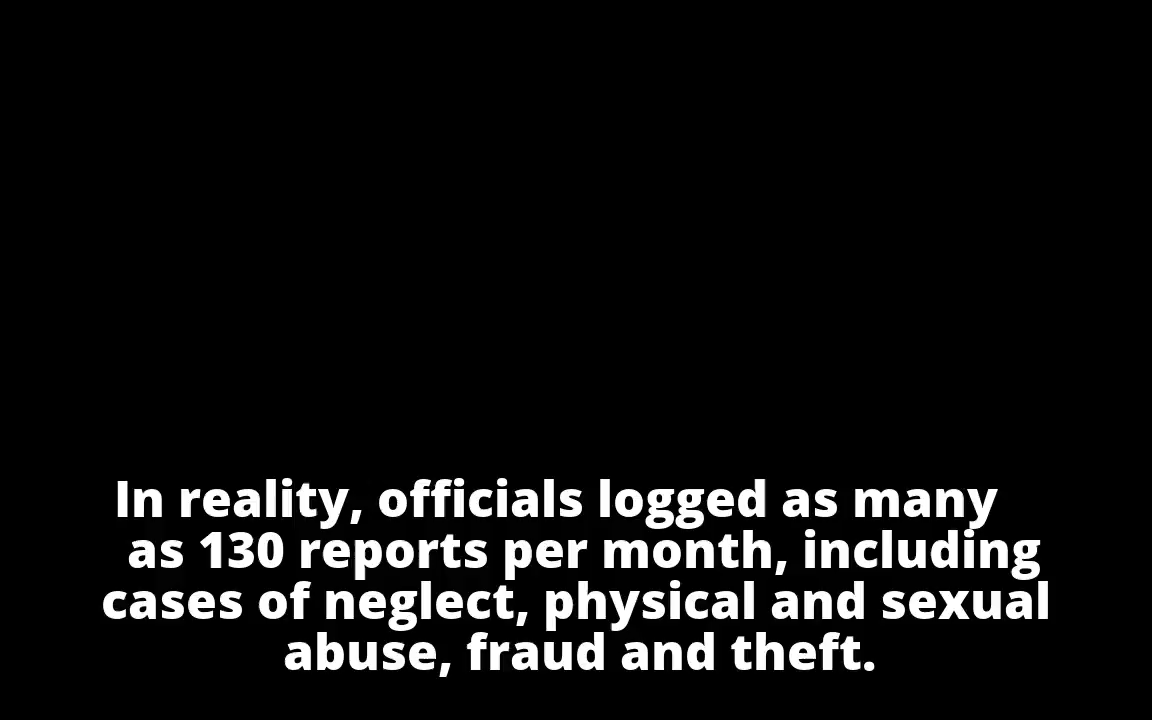 In reality, officials logged as many
as 130 reports per month, including
cases of neglect, physical and sexual
abuse, fraud and theft.